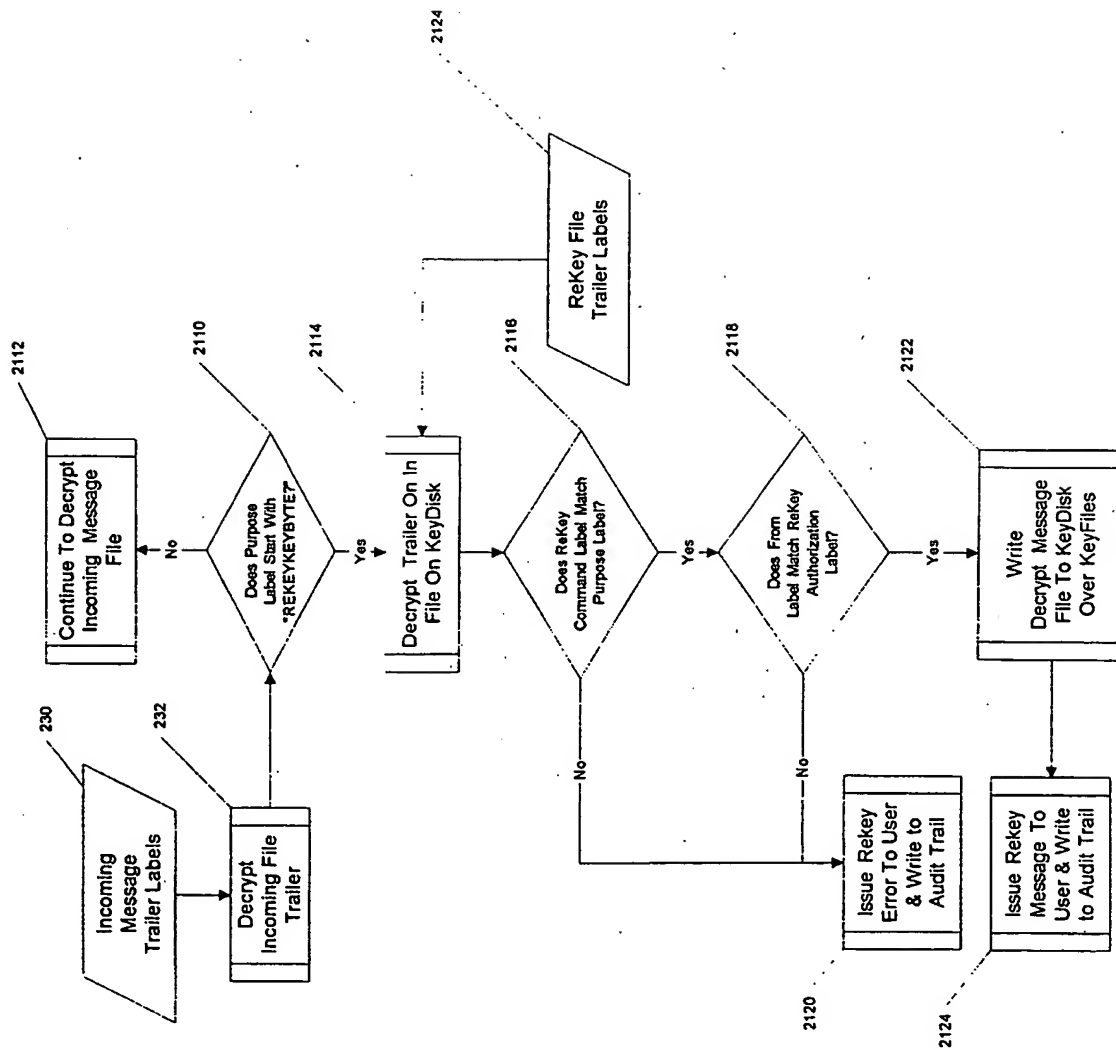 230
Incoming
Message
Trailer Labels
232
Decrypt
Incoming File
Trailer
2112
Continue To Decrypt
Incoming Message
File
No
2110
Does Purpose
Label Start With
"REKEYKEYBYTE?"
Yes
2114
Decrypt Trailer On In
File On KeyDisk
2124
ReKey File
Trailer Labels
2116
Does ReKey
Command Label Match
Purpose Label?
No
Yes
2118
Does From
Label Match ReKey
Authorization
Label?
No
Yes
2120
Issue Rekey
Error To User
& Write to
Audit Trail
2122
Write
Decrypt Message
File To KeyDisk
Over KeyFiles
2124
Issue Rekey
Message To
User & Write
to Audit Trail